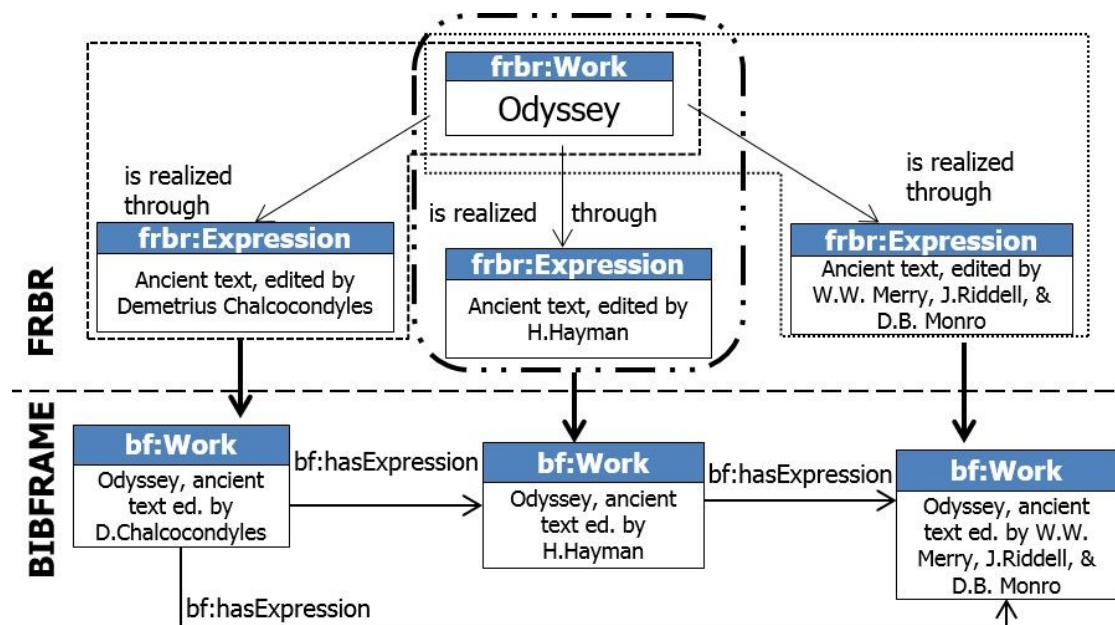 frbr:Work
Odyssey
is realized
through
is realized through
is realized
through
frbr:Expression
Ancient text, edited by
Demetrius Chalcocondyles
frbr:Expression
Ancient text, edited by
H.Hayman
frbr:Expression
Ancient text, edited by
W.W. Merry, J.Riddell, &
D.B. Monro
FRBR
BIBFRAME
bf:Work
Odyssey, ancient
text ed. by
D.Chalcocondyles
bf:hasExpression
bf:Work
Odyssey, ancient
text ed. by
H.Hayman
bf:hasExpression
bf:Work
Odyssey, ancient
text ed. by W.W.
Merry, J.Riddell, &
D.B. Monro
bf:hasExpression